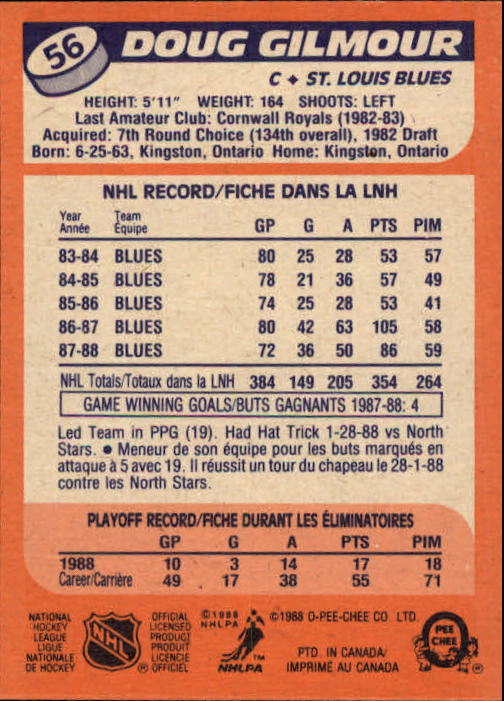 56
DOUG GILMOUR
C ♦ ST. LOUIS BLUES
HEIGHT: 5'11" WEIGHT: 164 SHOOTS: LEFT
Last Amateur Club: Cornwall Royals (1982-83)
Acquired: 7th Round Choice (134th overall), 1982 Draft
Born: 6-25-63, Kingston, Ontario Home: Kingston, Ontario
NHL RECORD/FICHE DANS LA LNH
Year Team
Année Équipe GP G A PTS PIM
83-84 BLUES 80 25 28 53 57
84-85 BLUES 78 21 36 57 49
85-86 BLUES 74 25 28 53 41
86-87 BLUES 80 42 63 105 58
87-88 BLUES 72 36 50 86 59
NHL Totals/Totaux dans la LNH 384 149 205 354 264
GAME WINNING GOALS/BUTS GAGNANTS 1987-88: 4
Led Team in PPG (19). Had Hat Trick 1-28-88 vs North
Stars. ● Meneur de son équipe pour les buts marqués en
attaque à 5 avec 19. Il réussit un tour du chapeau le 28-1-88
contre les North Stars.
PLAYOFF RECORD/FICHE DURANT LES ÉLIMINATOIRES
GP G A PTS PIM
1988 10 3 14 17 18
Career/Carrière 49 17 38 55 71
NATIONAL
HOCKEY
LEAGUE
LIGUE
NATIONALE
DE HOCKEY
NHL
®
OFFICIAL
LICENSED
PRODUCT
PRODUIT
LICENCIÉ
OFFICIEL
©1988
NHLPA
NHLPA™
©1988 O-PEE-CHEE CO LTD.
PTD. IN CANADA/
IMPRIMÉ AU CANADA
O
PEE
CHEE
®